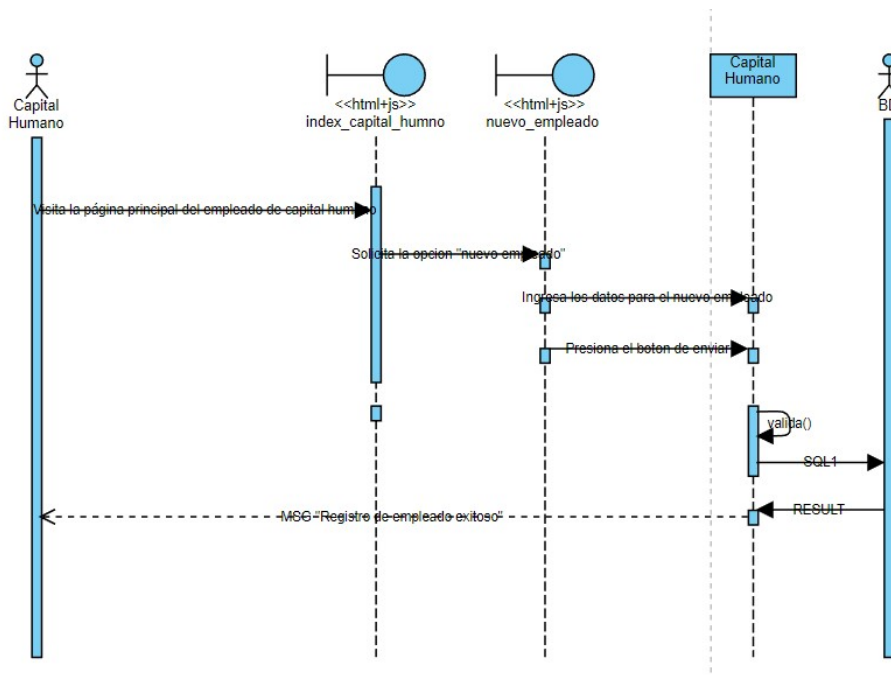 Capital
Humano
<<html+js>>
index_capital_humno
<<html+js>>
nuevo_empleado
Capital
Humano
Visita la página principal del empleado de capital humano
Solicita la opcion "nuevo empleado"
Ingresa los datos para el nuevo empleado
Presiona el boton de enviar
valida()
SQL1
RESULT
MSG "Registro de empleado exitoso"